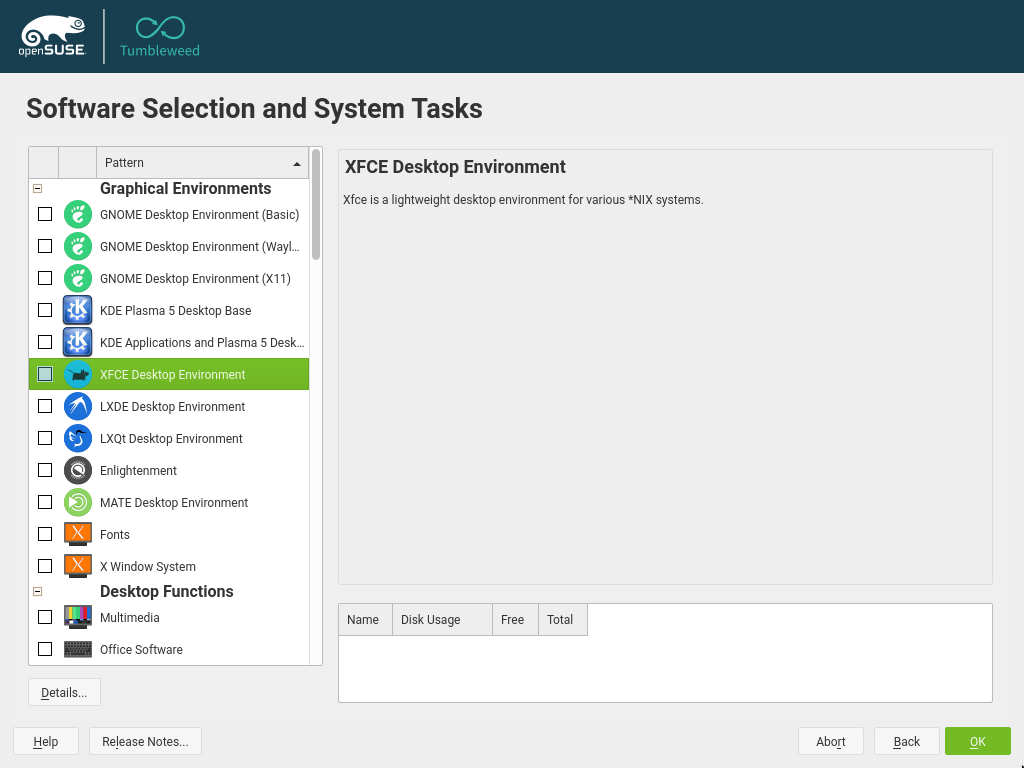 openSUSE
Tumbleweed
Software Selection and System Tasks
Pattern
Graphical Environments
GNOME Desktop Environment (Basic)
GNOME Desktop Environment (Wayl...
GNOME Desktop Environment (X11)
KDE Plasma 5 Desktop Base
KDE Applications and Plasma 5 Desk...
XFCE Desktop Environment
LXDE Desktop Environment
LXQt Desktop Environment
Enlightenment
MATE Desktop Environment
Fonts
X Window System
Desktop Functions
Multimedia
Office Software
Details...
XFCE Desktop Environment
Xfce is a lightweight desktop environment for various *NIX systems.
Name Disk Usage Free Total
Help Release Notes... Abort Back OK